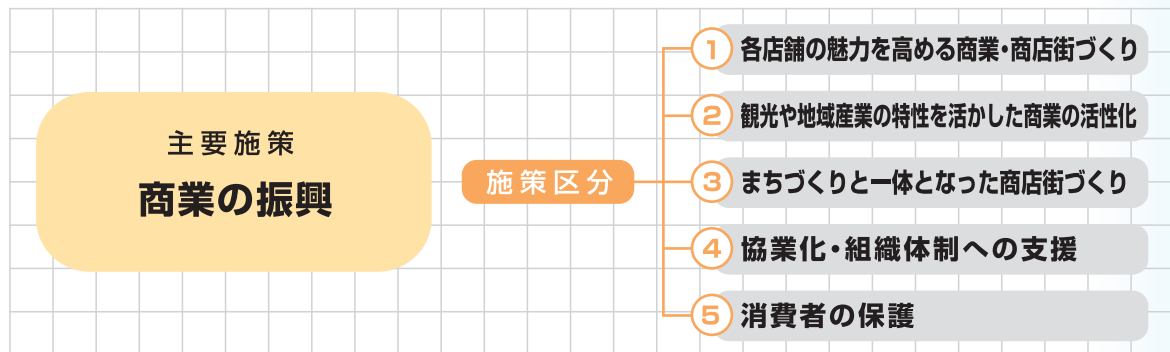 主要施策
商業の振興
施策区分
1 各店舗の魅力を高める商業・商店街づくり
2 観光や地域産業の特性を活かした商業の活性化
3 まちづくりと一体となった商店街づくり
4 協業化・組織体制への支援
5 消費者の保護